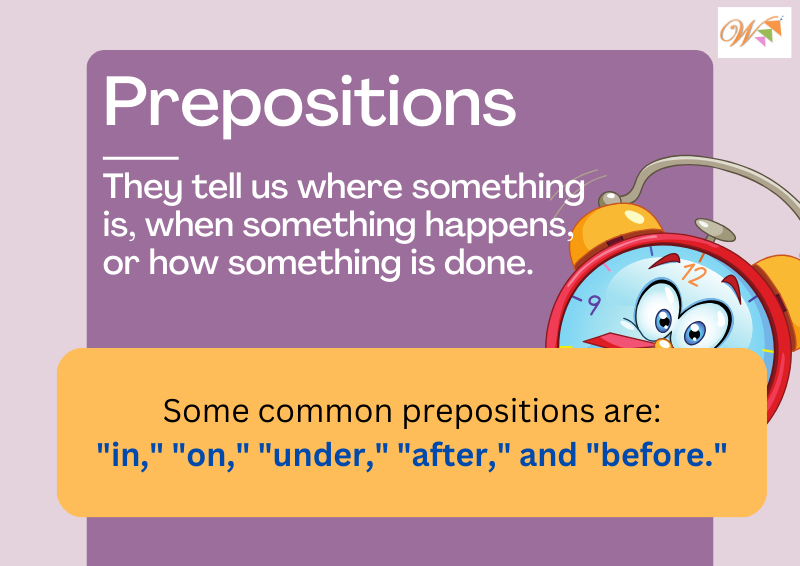 W
Prepositions
They tell us where something
is, when something happens,
or how something is done.
12
9
Some common prepositions are:
"in," "on," "under," "after," and "before."